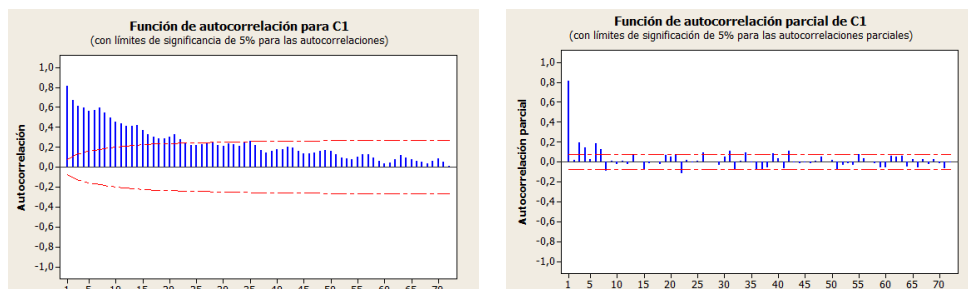 Función de autocorrelación para C1
(con límites de significancia de 5% para las autocorrelaciones)
Autocorrelación
1,0
0,8
0,6
0,4
0,2
0,0
-0,2
-0,4
-0,6
-0,8
-1,0
1 5 10 15 20 25 30 35 40 45 50 55 60 65 70
Función de autocorrelación parcial de C1
(con límites de significación de 5% para las autocorrelaciones parciales)
Autocorrelación parcial
1,0
0,8
0,6
0,4
0,2
0,0
-0,2
-0,4
-0,6
-0,8
-1,0
1 5 10 15 20 25 30 35 40 45 50 55 60 65 70